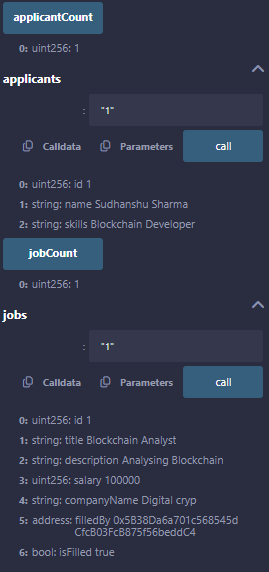 applicantCount
0: uint256: 1
applicants
: "1"
Calldata Parameters call
0: uint256: id 1
1: string: name Sudhanshu Sharma
2: string: skills Blockchain Developer
jobCount
0: uint256: 1
jobs
: "1"
Calldata Parameters call
0: uint256: id 1
1: string: title Blockchain Analyst
2: string: description Analysing Blockchain
3: uint256: salary 100000
4: string: companyName Digital cryp
5: address: filledBy 0x5B38Da6a701c568545d
CfcB03FcB875f56beddC4
6: bool: isFilled true